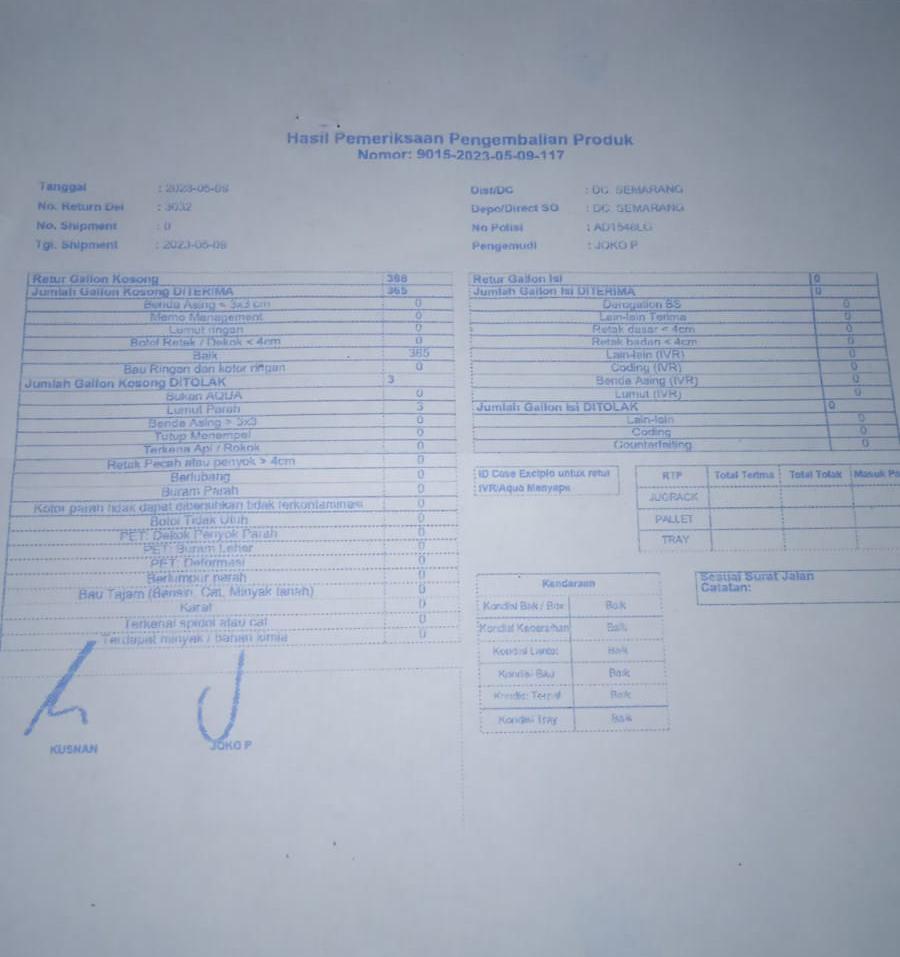 Hasil Pemeriksaan Pengembalian Produk
Nomor: 9015-2023-05-09-117
Tanggal : 2023-05-09
No. Return Del : 3032
No. Shipment : 0
Tgl. Shipment : 2023-05-09
Dist/DC : DC. SEMARANG
Depo/Direct SO : DC. SEMARANG
No Polisi : AD1548LG
Pengemudi : JOKO P
Retur Gallon Kosong 368
Jumlah Gallon Kosong DITERIMA 365
Benda Asing < 3x3 cm 0
Memo Management 0
Lumut ringan 0
Botol Retak / Dekok < 4cm 0
Baik 365
Bau Ringan dan kotor ringan 0
Jumlah Gallon Kosong DITOLAK 3
Bukan AQUA 0
Lumut Parah 3
Benda Asing > 3x3 0
Tutup Menempel 0
Terkena Api / Rokok 0
Retak Pecah atau penyok > 4cm 0
Berlubang 0
Buram Parah 0
Kotor parah tidak dapat dibersihkan tidak terkontaminasi 0
Botol Tidak Utuh 0
PET: Dekok Penyok Parah 0
PET: Buram Leher 0
PET: Deformasi 0
Berlumpur parah 0
Bau Tajam (Bensin, Cat, Minyak tanah) 0
Karat 0
Terkenal spidol atau cat 0
Terdapat minyak / bahan kimia 0
KUSNAN
JOKO P
Retur Gallon Isi 0
Jumlah Gallon Isi DITERIMA 0
Derogation BS 0
Lain-lain Terima 0
Retak dasar < 4cm 0
Retak badan < 4cm 0
Lain-lain (IVR) 0
Coding (IVR) 0
Benda Asing (IVR) 0
Lumut (IVR) 0
Jumlah Gallon Isi DITOLAK 0
Lain-lain 0
Coding 0
Counterfeiting 0
ID Case Exciplo untuk retur
IVR/Aqua Menyapa
RTP Total Terima Total Tolak Masuk
JUGRACK
PALLET
TRAY
Kendaraan
Kondisi Bak / Box Baik
Kondisi Kebersihan Baik
Kondisi Lantai Baik
Kondisi BAU Baik
Kondisi Terpal Baik
Kondisi Tray Baik
Sesuai Surat Jalan
Catatan: